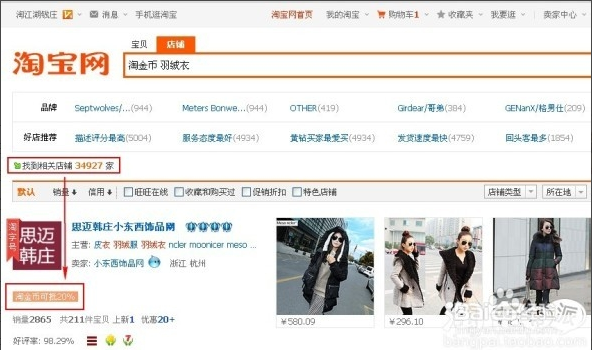 淘江湖钱庄 消息 手机逛淘宝 淘宝网首页 我的淘宝 购物车1 收藏夹 我要逛 卖家中心
宝贝 店铺
淘宝网
淘金币 羽绒衣
品牌 Septwolves/...(944) Meters Bonwe...(944) OTHER(419) Girdear/哥弟(384) GENanX/格男仕(209)
好店推荐 描述评分最高(5004) 服务态度最好(4934) 黄钻买家最爱买(4934) 发货速度最好(4759) 回头客最多(1854)
找到相关店铺 34927 家
默认 销量 信用 旺旺在线 收藏和购买过 促销折扣 特色店铺 店铺类型 所在地
淘字号
思迈韩庄
思迈韩庄小东西饰品网
主营: 皮衣 羽绒服 羽绒衣 ncler moonicer meso ...
卖家: 小东西饰品网 浙江 杭州
淘金币可抵20%
销量2865 共211件宝贝 上新1 优惠20+
好评率: 98.29%
¥580.09 ¥296.10